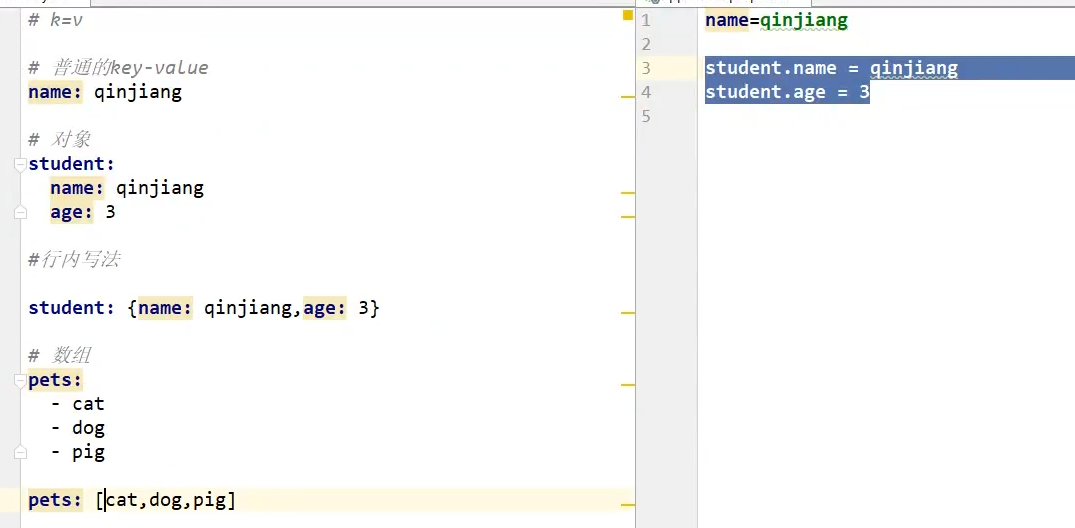 # k=v
# 普通的key-value
name: qinjiang
# 对象
student:
name: qinjiang
age: 3
#行内写法
student: {name: qinjiang,age: 3}
# 数组
pets:
- cat
- dog
- pig
pets: [cat,dog,pig]
1 name=qinjiang
2
3 student.name = qinjiang
4 student.age = 3
5